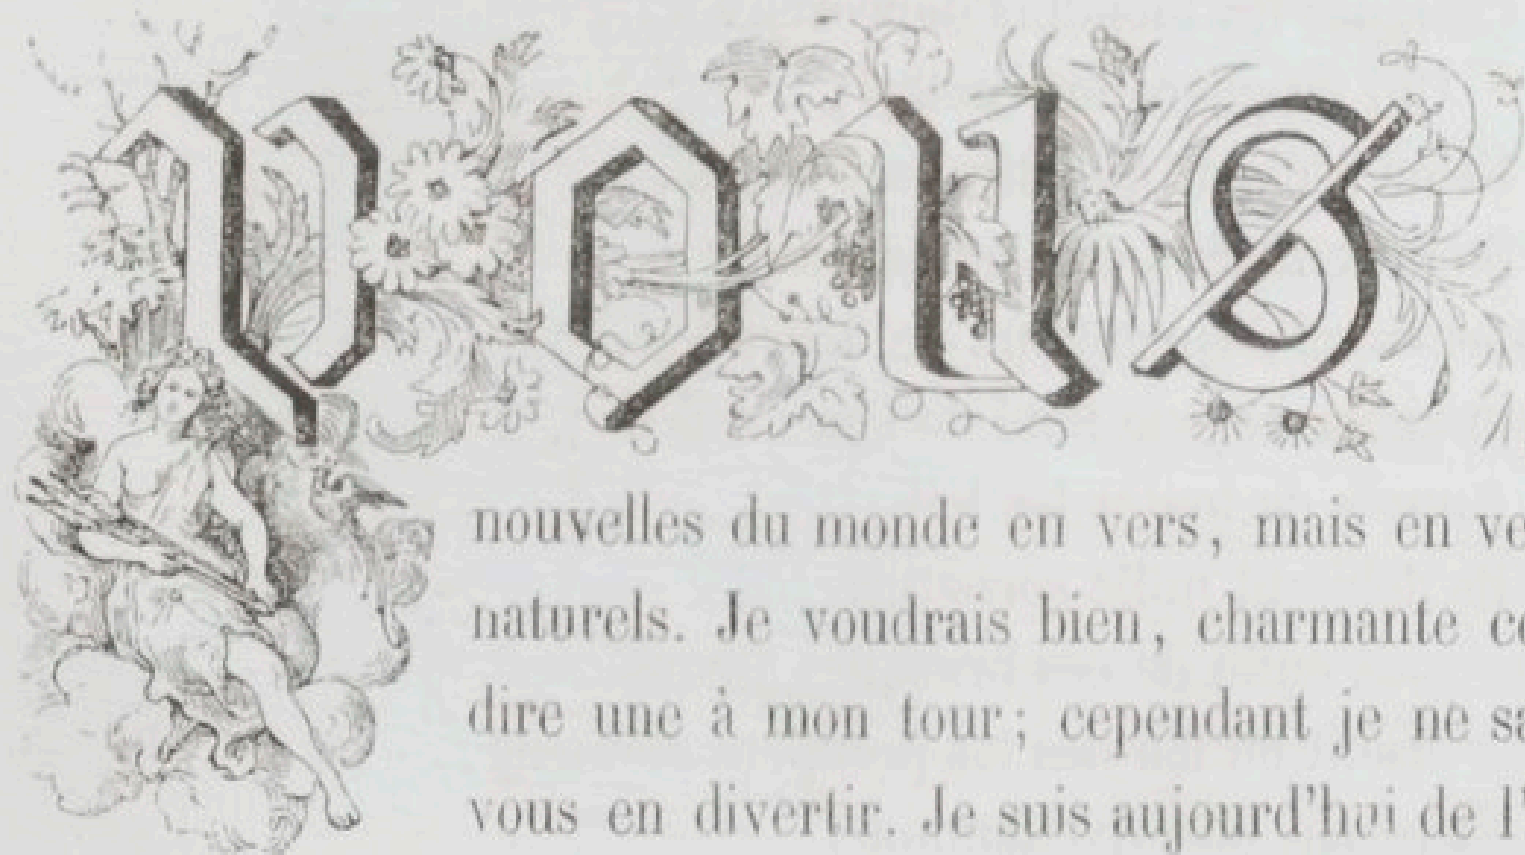 Vous
nouvelles du monde en vers, mais en
naturels. Je voudrais bien, charmante
dire une à mon tour; cependant je ne
vous en divertir. Je suis aujourd'hui de l'